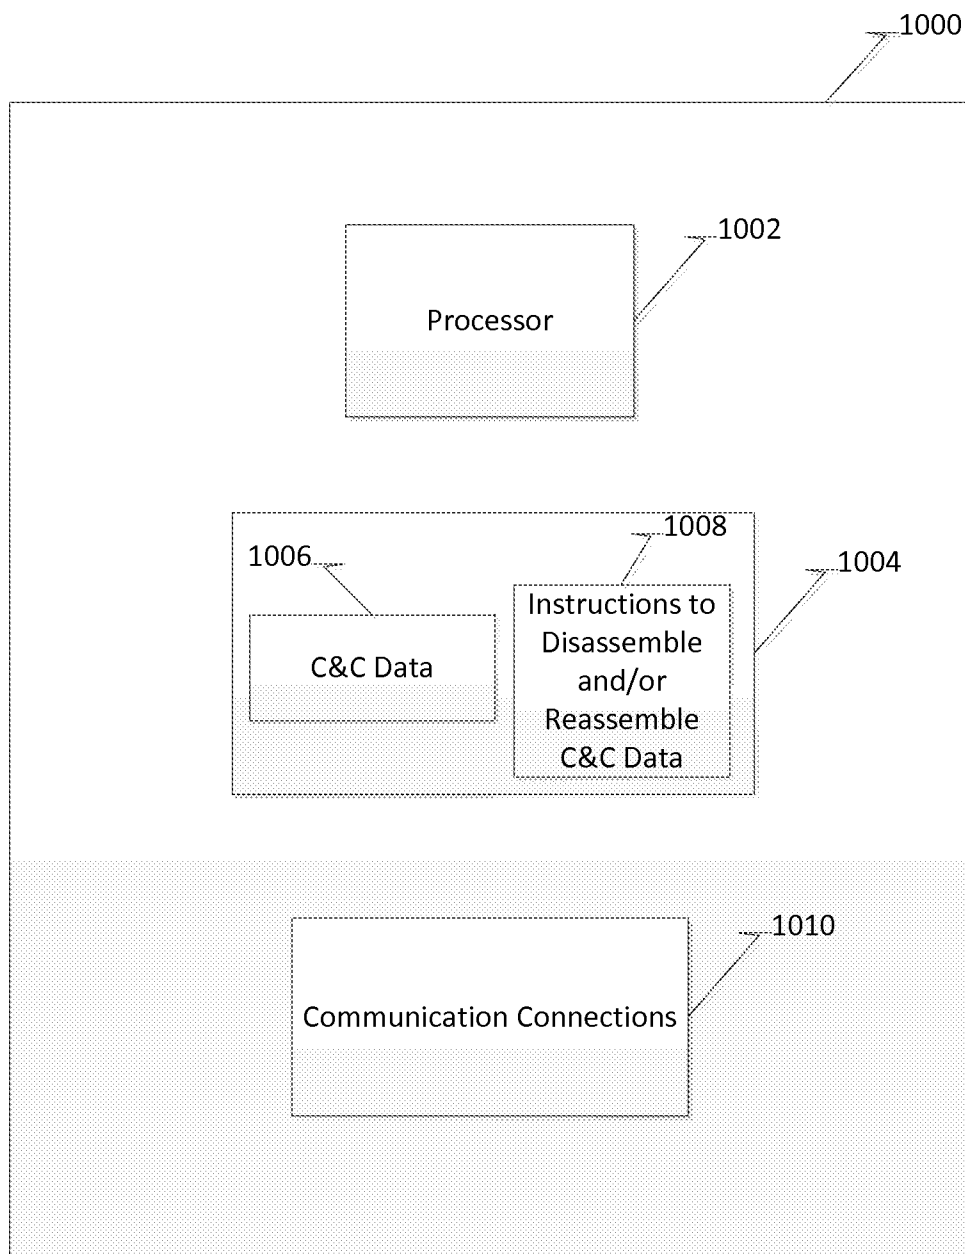 1000
1002
Processor
1008
1006
1004
Instructions to
Disassemble
and/or
Reassemble
C&C Data
C&C Data
1010
Communication Connections